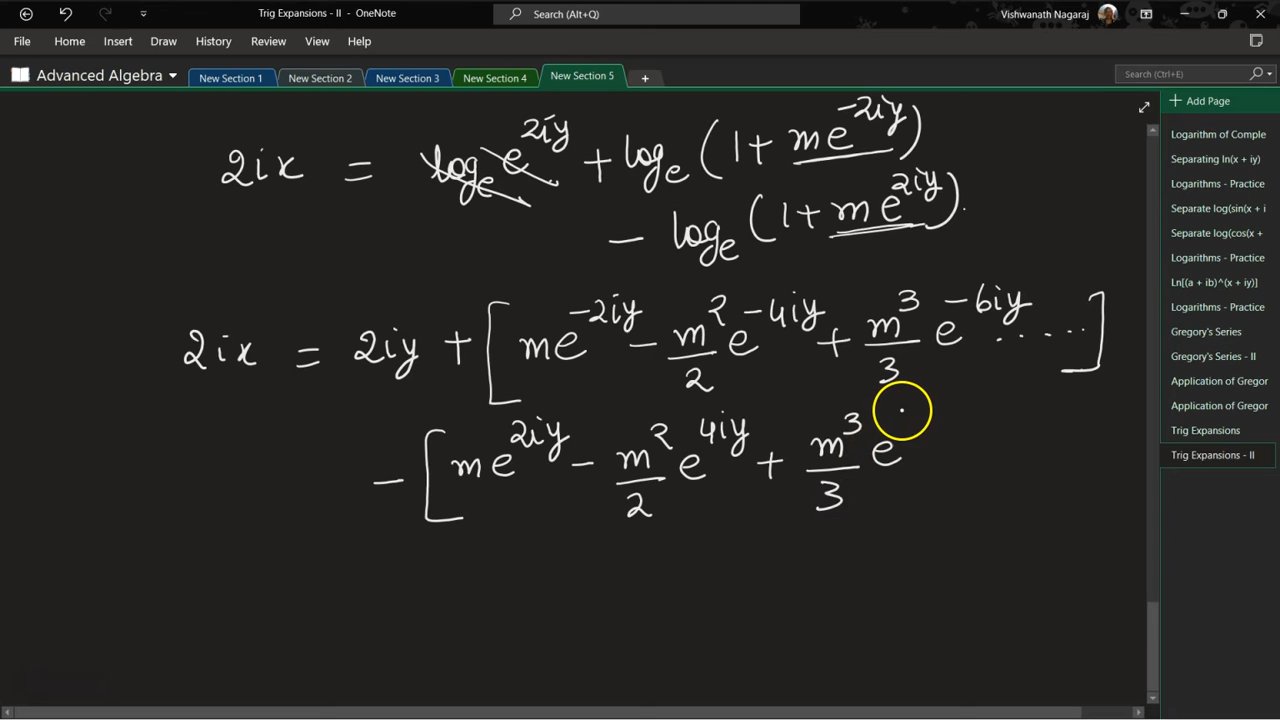 Trig Expansions - II - OneNote
Search (Alt+Q)
Vishwanath Nagaraj
File Home Insert Draw History Review View Help
Advanced Algebra
New Section 1 New Section 2 New Section 3 New Section 4 New Section 5 +
Search (Ctrl+E)
2ix = log_e e^{2iy} + log_e (1 + me^{-2iy})
- log_e (1 + me^{2iy}).
2ix = 2iy + [me^{-2iy} - m^2/2 e^{-4iy} + m^3/3 e^{-6iy} ......]
- [me^{2iy} - m^2/2 e^{4iy} + m^3/3 e
+ Add Page
Logarithm of Comple
Separating ln(x + iy)
Logarithms - Practice
Separate log(sin(x + i
Separate log(cos(x +
Logarithms - Practice
Ln[(a + ib)^(x + iy)]
Logarithms - Practice
Gregory's Series
Gregory's Series - II
Application of Gregor
Application of Gregor
Trig Expansions
Trig Expansions - II